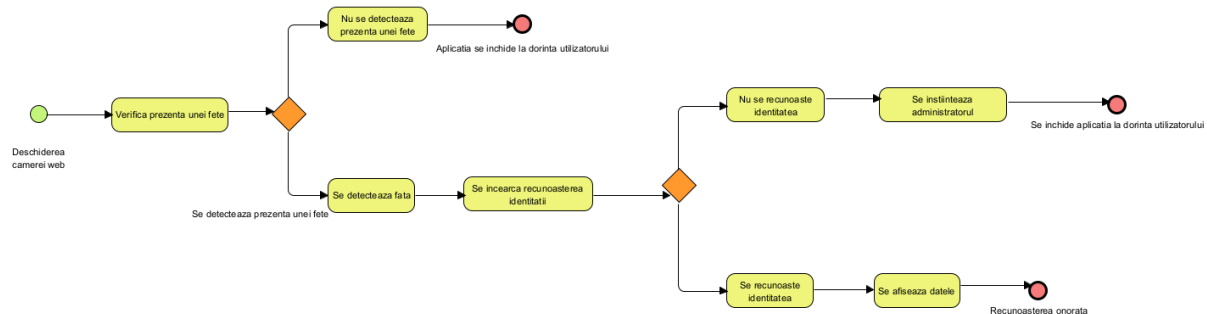 Nu se detecteaza
prezenta unei fete
Aplicatia se inchide la dorinta utilizatorului
Verifica prezenta unei fete
Deschiderea
camerei web
Se detecteaza fata
Se detecteaza prezenta unei fete
Se incearca recunoasterea
identitatii
Nu se recunoaste
identitatea
Se instiinteaza
administratorul
Se inchide aplicatia la dorinta utilizatorului
Se recunoaste
identitatea
Se afiseaza datele
Recunoasterea onorata